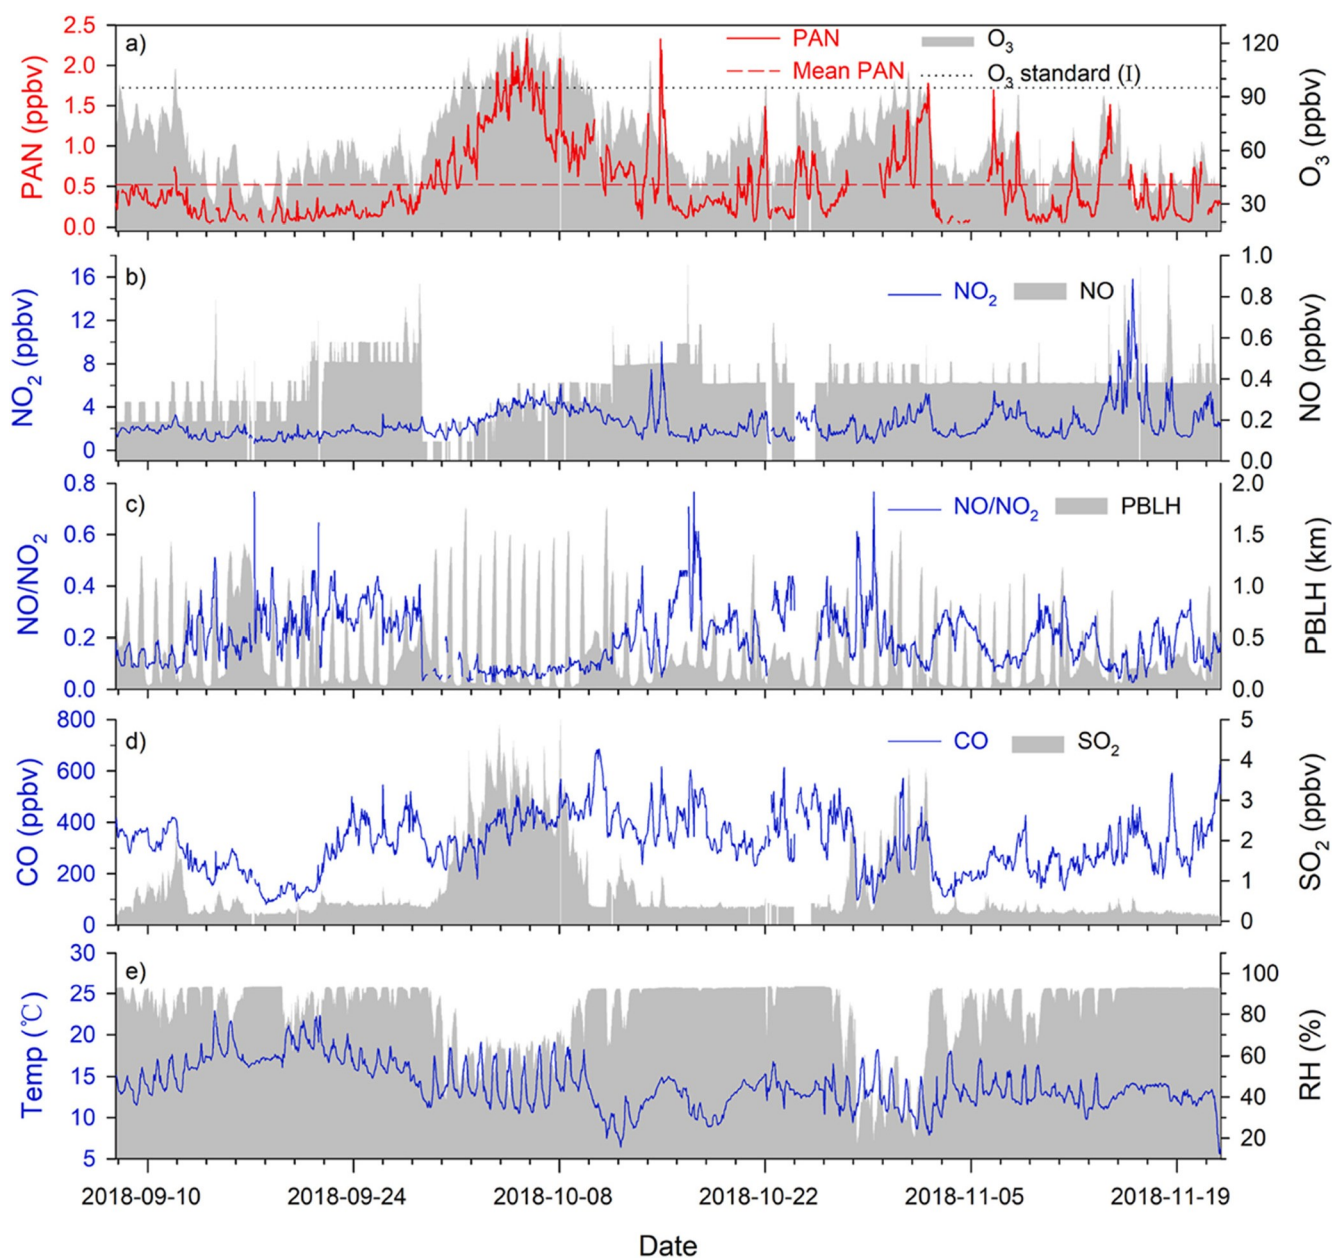 a)
PAN
O3
Mean PAN
O3 standard (I)
PAN (ppbv)
2.5
2.0
1.5
1.0
0.5
0.0
120
90
60
30
O3 (ppbv)
b)
NO2
NO
NO2 (ppbv)
16
12
8
4
0
1.0
0.8
0.6
0.4
0.2
0.0
NO (ppbv)
c)
NO/NO2
PBLH
NO/NO2
0.8
0.6
0.4
0.2
0.0
2.0
1.5
1.0
0.5
0.0
PBLH (km)
d)
CO
SO2
CO (ppbv)
800
600
400
200
0
5
4
3
2
1
0
SO2 (ppbv)
e)
Temp (℃)
30
25
20
15
10
5
100
80
60
40
20
RH (%)
2018-09-10 2018-09-24 2018-10-08 2018-10-22 2018-11-05 2018-11-19
Date